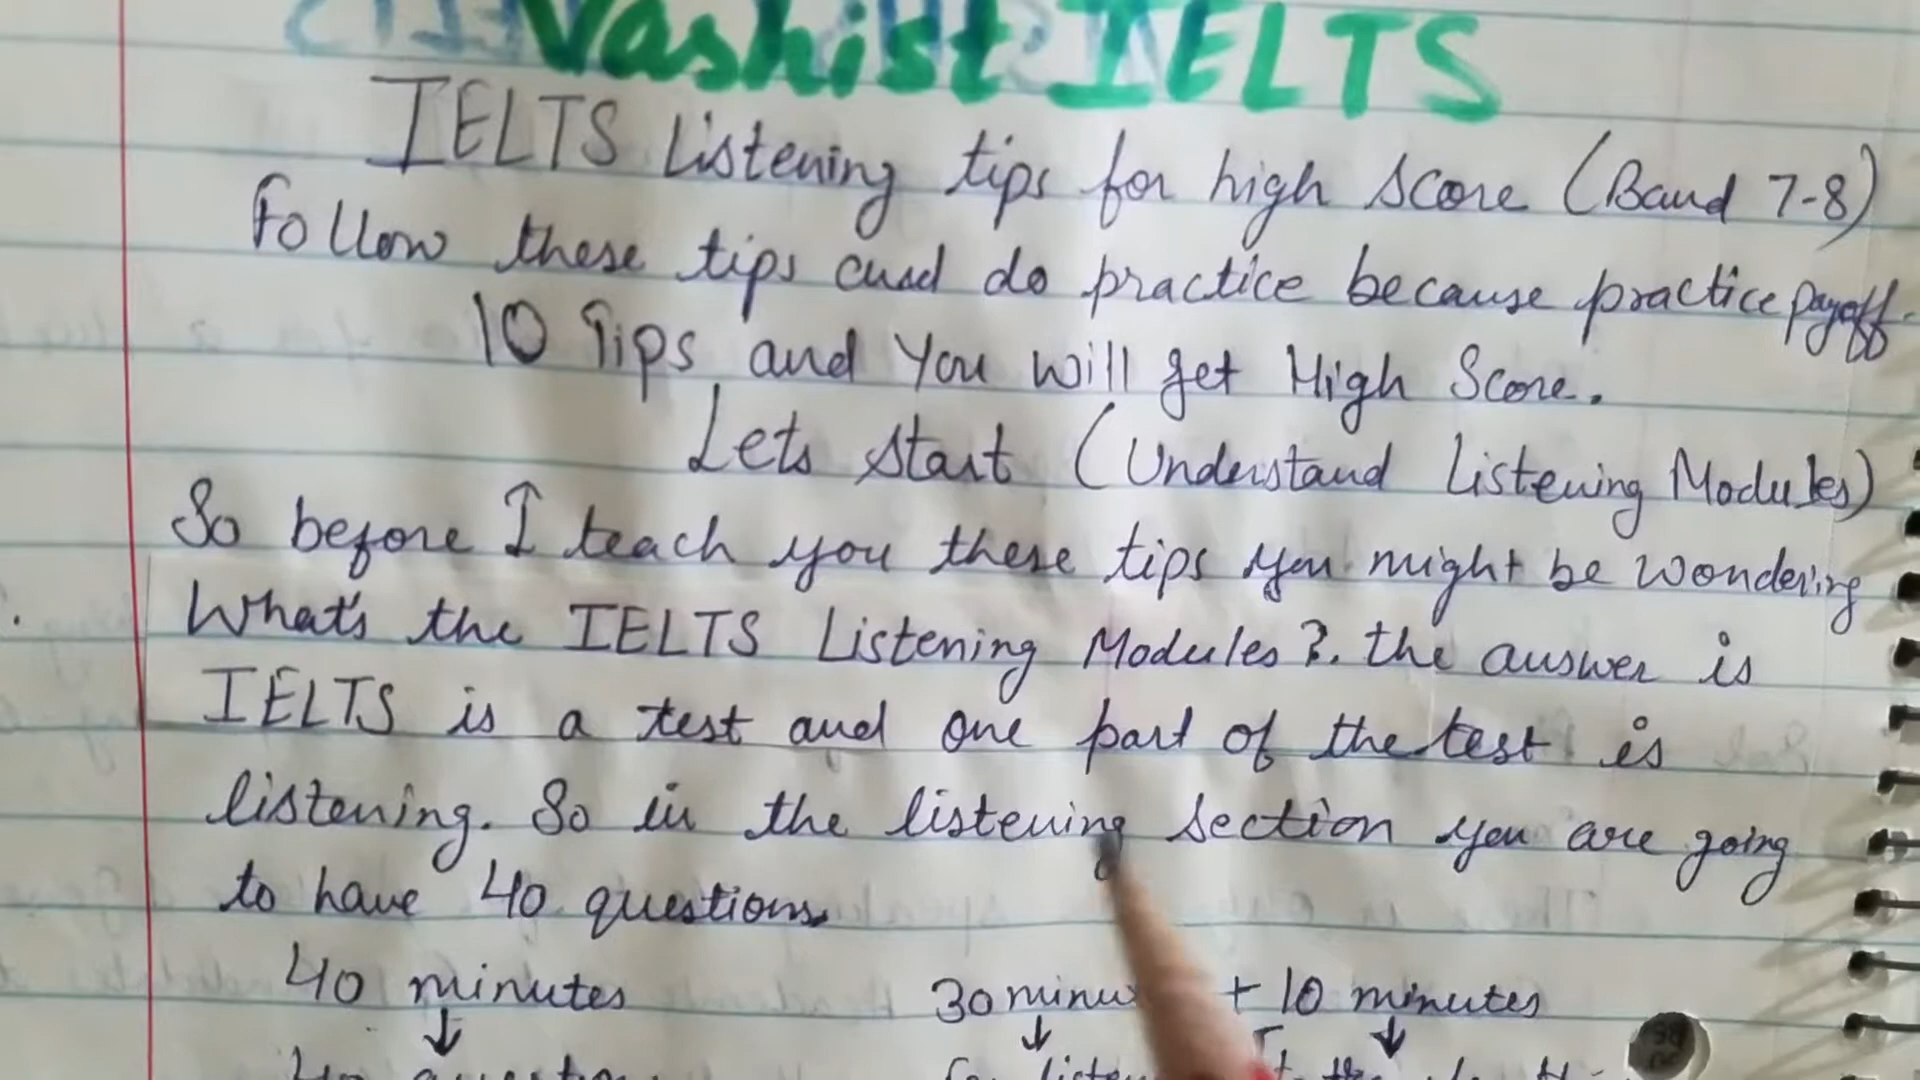 Vashist IELTS
IELTS Listening tips for high score (Band 7-8)
Follow these tips and do practice because practice payoff.
10 Tips and You will get High Score.
Lets start (Understand Listening Modules)
So before I teach you these tips you might be wondering
What's the IELTS Listening Modules?. the answer is
IELTS is a test and one part of the test is
listening. So in the listening section you are going
to have 40 questions.
40 minutes 30 + 10 minutes